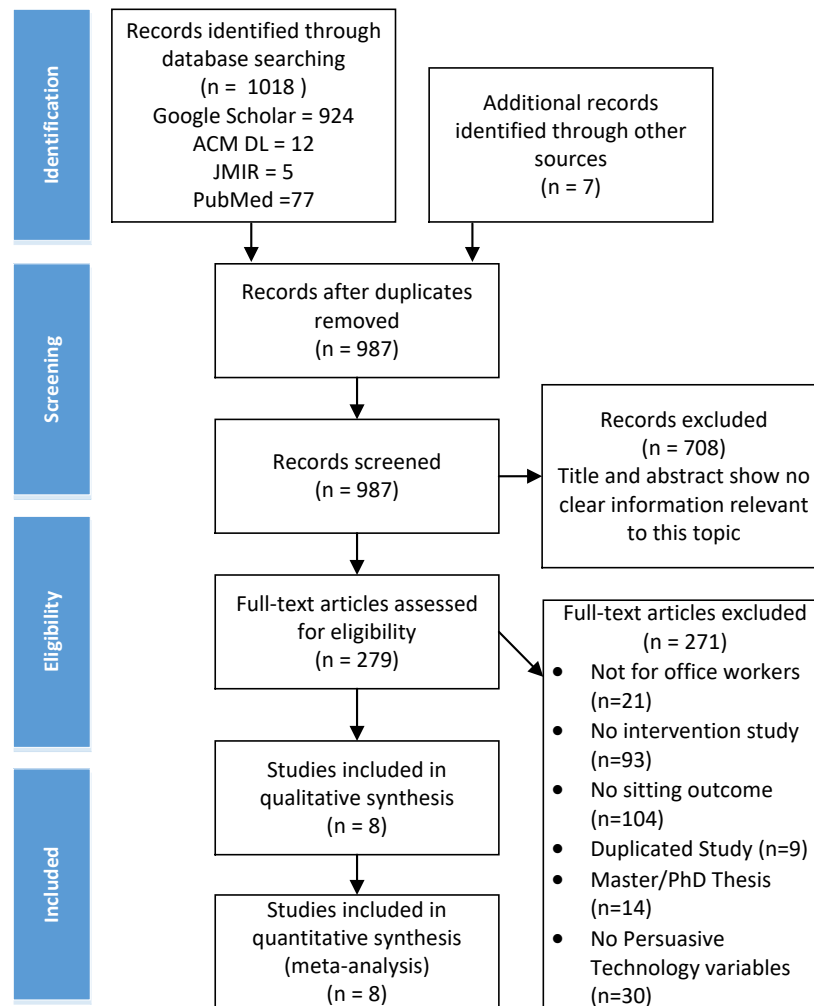 Identification
Records identified through
database searching
(n = 1018 )
Google Scholar = 924
ACM DL = 12
JMIR = 5
PubMed =77
Additional records
identified through other
sources
(n = 7)
Screening
Records after duplicates
removed
(n = 987)
Records screened
(n = 987)
Records excluded
(n = 708)
Title and abstract show no
clear information relevant
to this topic
Eligibility
Full-text articles assessed
for eligibility
(n = 279)
Full-text articles excluded
(n = 271)
• Not for office workers
(n=21)
• No intervention study
(n=93)
• No sitting outcome
(n=104)
• Duplicated Study (n=9)
• Master/PhD Thesis
(n=14)
• No Persuasive
Technology variables
(n=30)
Included
Studies included in
qualitative synthesis
(n = 8)
Studies included in
quantitative synthesis
(meta-analysis)
(n = 8)